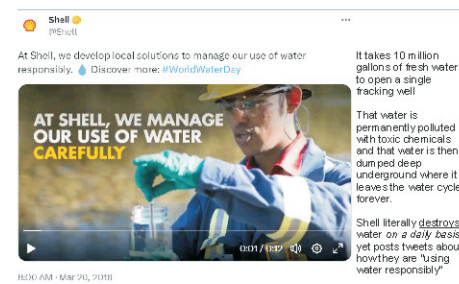 Shell
@Shell
At Shell, we develop local solutions to manage our use of water
responsibly. 💧 Discover more: #WorldWaterDay
AT SHELL, WE MANAGE
OUR USE OF WATER
CAREFULLY
0:01 / 0:12
8:00 AM · Mar 20, 2018
It takes 10 million
gallons of fresh water
to open a single
fracking well
That water is
permanently polluted
with toxic chemicals
and that water is then
dumped deep
underground where it
leaves the water cycle
forever.
Shell literally destroys
water on a daily basis
yet posts tweets abou
how they are "using
water responsibly"